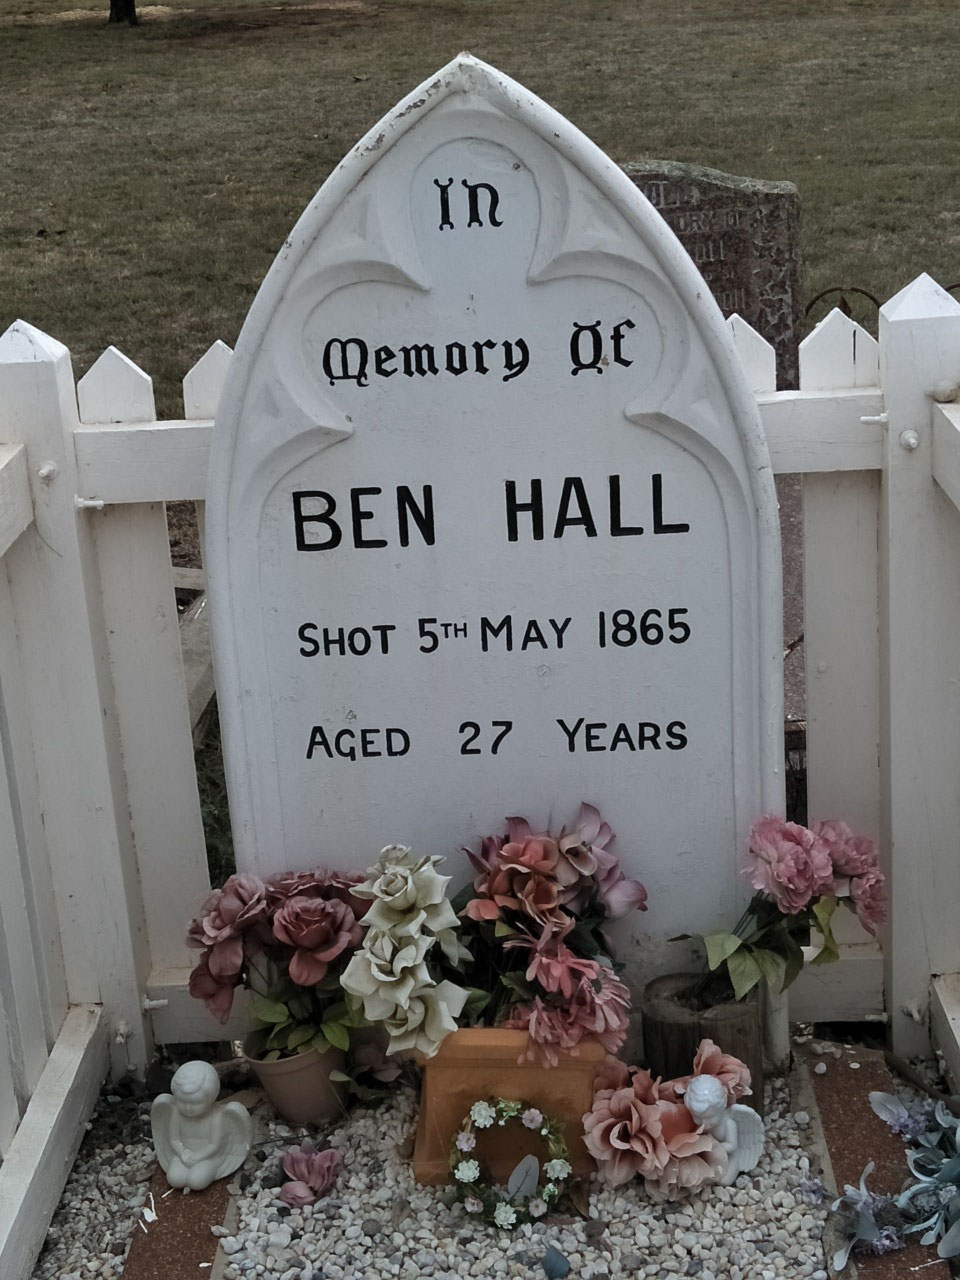 In
Memory Of
BEN HALL
SHOT 5TH MAY 1865
AGED 27 YEARS